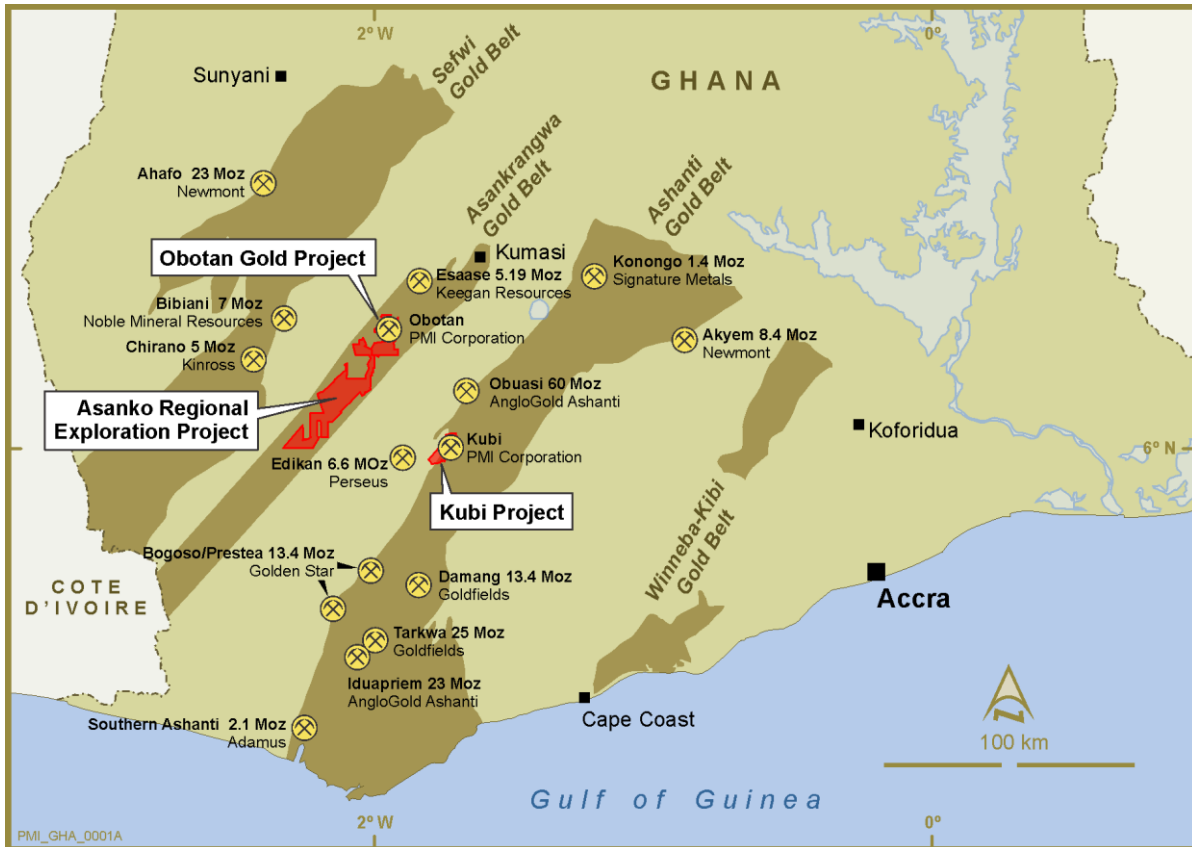 2° W
0°
Sunyani
Sefwi
Gold Belt
GHANA
Ahafo 23 Moz
Newmont
Asankrangwa
Gold Belt
Ashanti
Gold Belt
Obotan Gold Project
Kumasi
Esaase 5.19 Moz
Keegan Resources
Konongo 1.4 Moz
Signature Metals
Bibiani 7 Moz
Noble Mineral Resources
Obotan
PMI Corporation
Akyem 8.4 Moz
Newmont
Chirano 5 Moz
Kinross
Obuasi 60 Moz
AngloGold Ashanti
Asanko Regional
Exploration Project
Koforidua
Kubi
PMI Corporation
6° N
Edikan 6.6 MOz
Perseus
Kubi Project
Winneba-Kibi
Gold Belt
Bogoso/Prestea 13.4 Moz
Golden Star
Damang 13.4 Moz
Goldfields
COTE
D'IVOIRE
Accra
Tarkwa 25 Moz
Goldfields
Iduapriem 23 Moz
AngloGold Ashanti
Southern Ashanti 2.1 Moz
Adamus
Cape Coast
N
100 km
Gulf of Guinea
PMI_GHA_0001A
2° W
0°